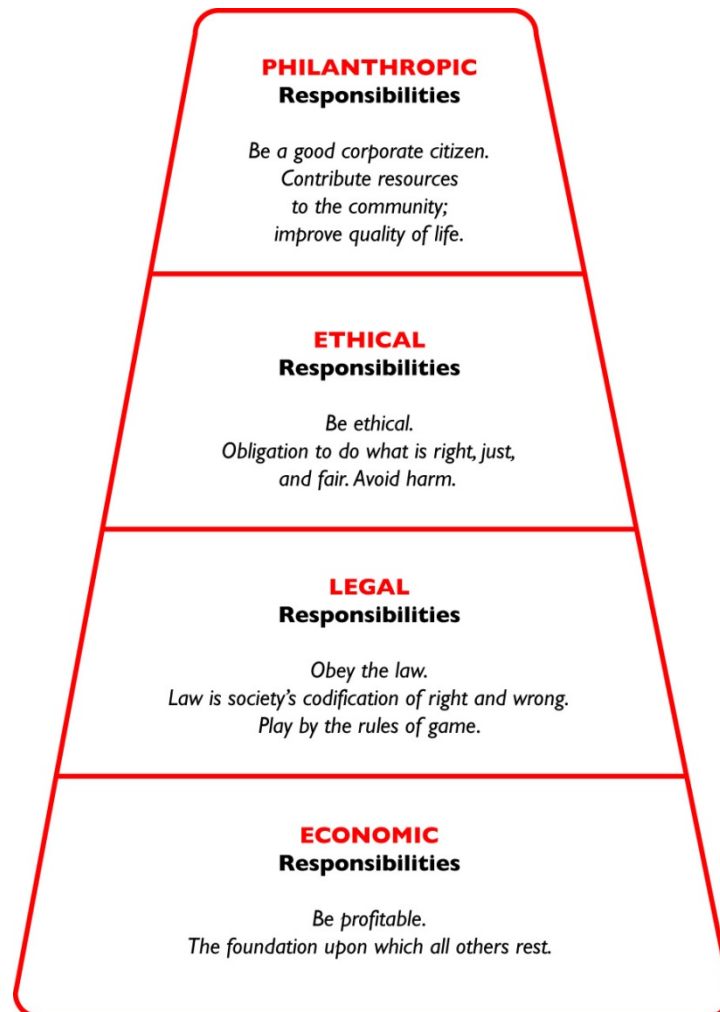 PHILANTHROPIC
Responsibilities
Be a good corporate citizen.
Contribute resources
to the community;
improve quality of life.
ETHICAL
Responsibilities
Be ethical.
Obligation to do what is right, just,
and fair. Avoid harm.
LEGAL
Responsibilities
Obey the law.
Law is society’s codification of right and wrong.
Play by the rules of game.
ECONOMIC
Responsibilities
Be profitable.
The foundation upon which all others rest.